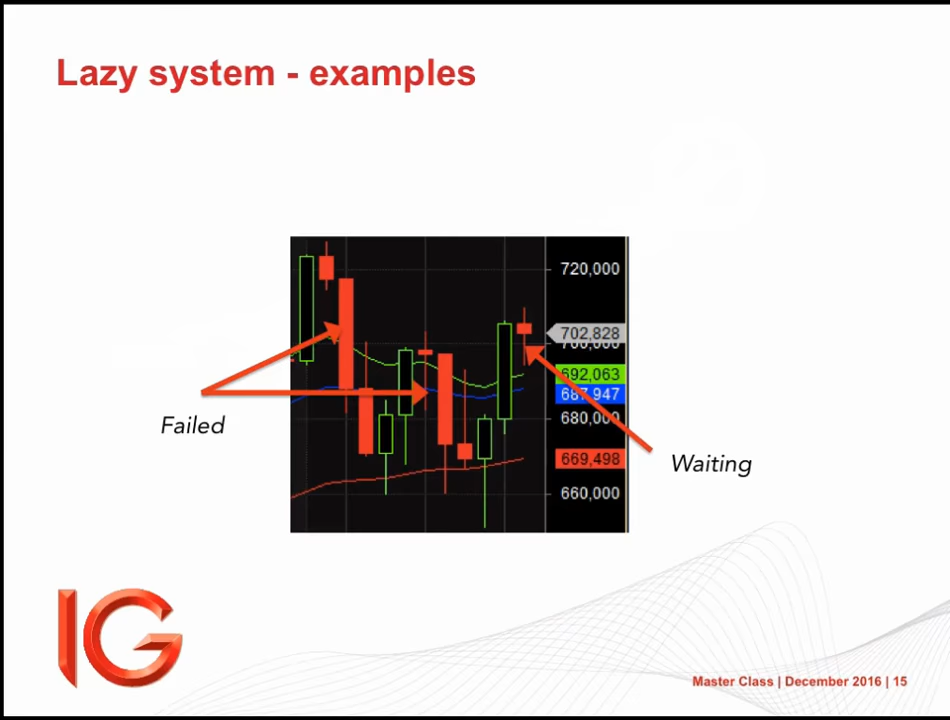 Lazy system - examples
720,000
702,828
700,000
692,063
687,947
680,000
669,498
660,000
Failed
Waiting
IG
Master Class | December 2016 | 15